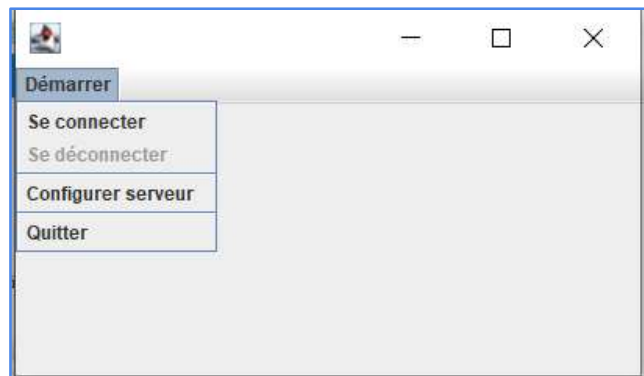 Démarrer
Se connecter
Se déconnecter
Configurer serveur
Quitter